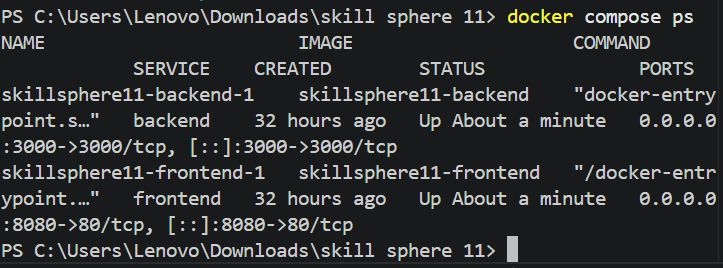 PS C:\Users\Lenovo\Downloads\skill sphere 11> docker compose ps
NAME                     IMAGE                  COMMAND
          SERVICE    CREATED        STATUS             PORTS
skillsphere11-backend-1    skillsphere11-backend    "docker-entry
point.s…"   backend    32 hours ago   Up About a minute   0.0.0.0
:3000->3000/tcp, [::]:3000->3000/tcp
skillsphere11-frontend-1   skillsphere11-frontend   "/docker-entr
ypoint.…"   frontend   32 hours ago   Up About a minute   0.0.0.0
:8080->80/tcp, [::]:8080->80/tcp
PS C:\Users\Lenovo\Downloads\skill sphere 11>